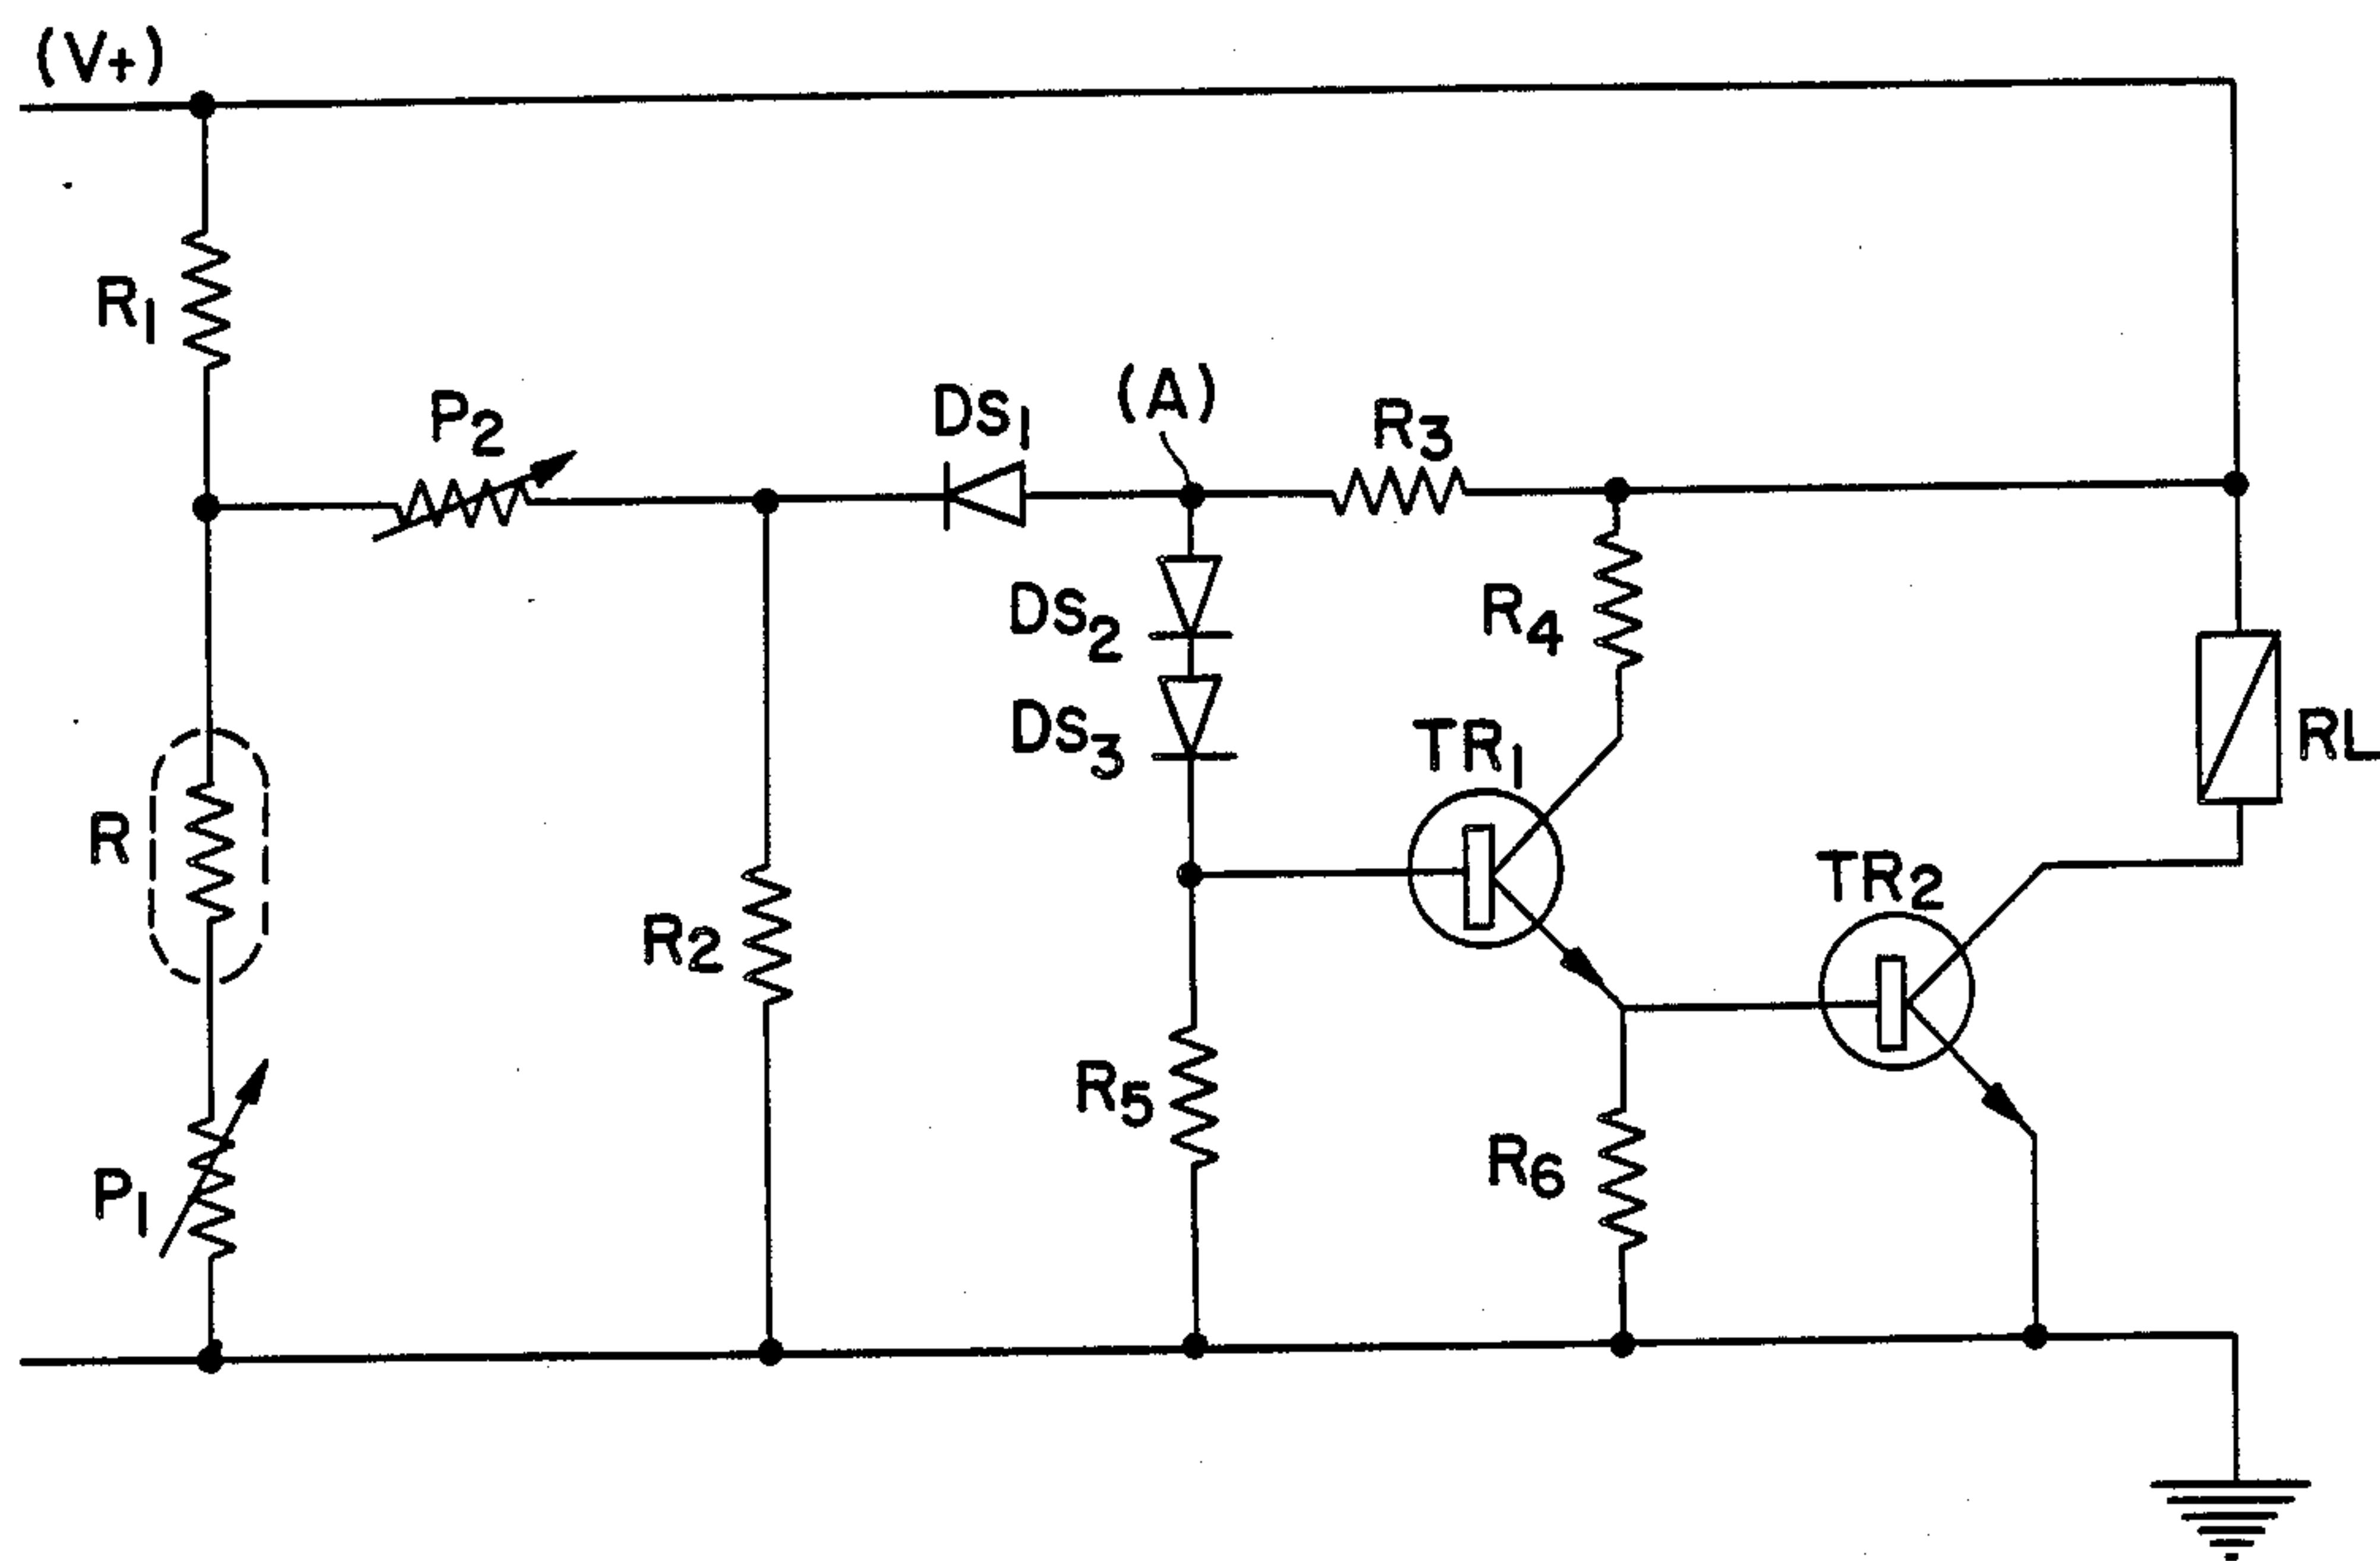 (V+)
R1
P2
DS1
(A)
R3
DS2
R4
DS3
TR1
RL
R
TR2
R2
R5
R6
P1